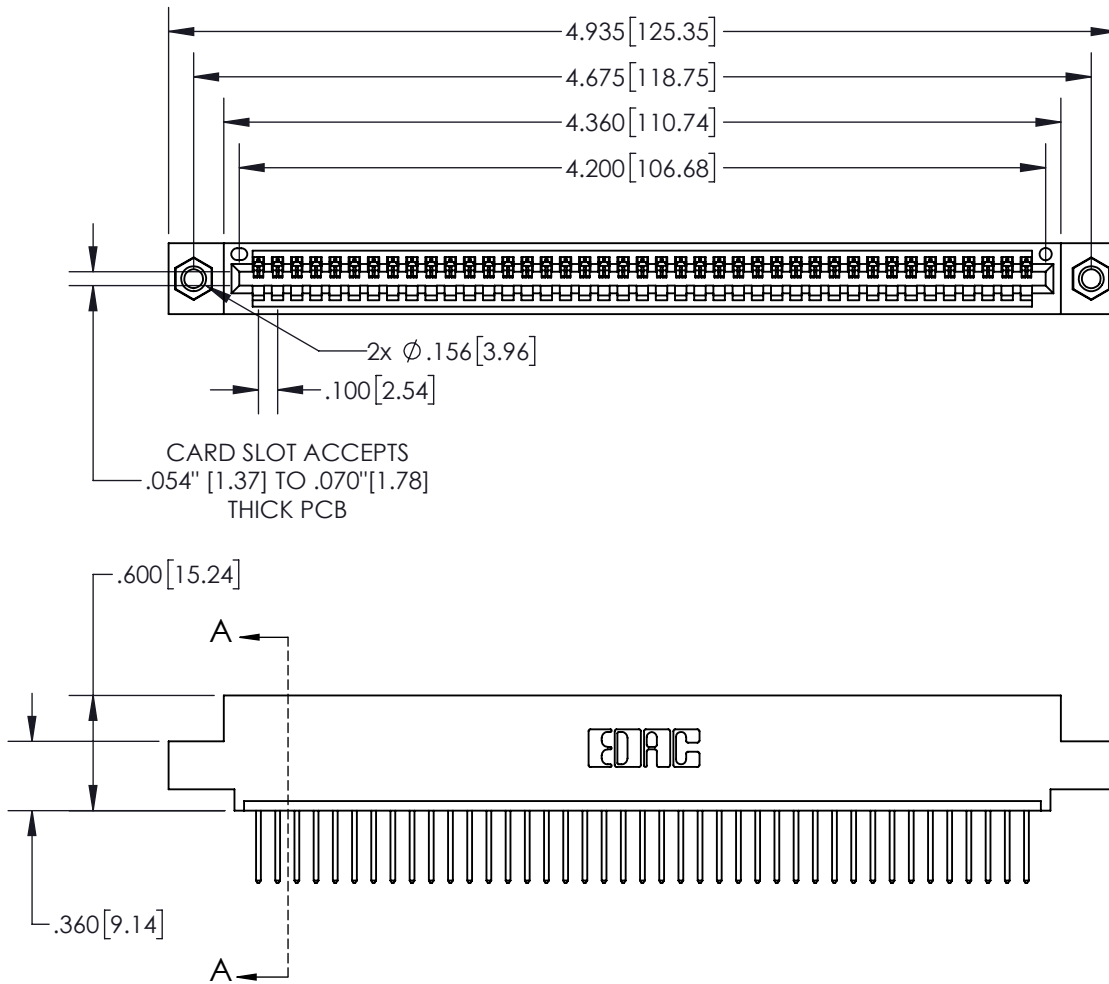 4.935[125.35]
4.675[118.75]
4.360[110.74]
4.200[106.68]
2x Ø.156[3.96]
.100[2.54]
CARD SLOT ACCEPTS
.054" [1.37] TO .070"[1.78]
THICK PCB
.600[15.24]
A
EDAC
.360[9.14]
A